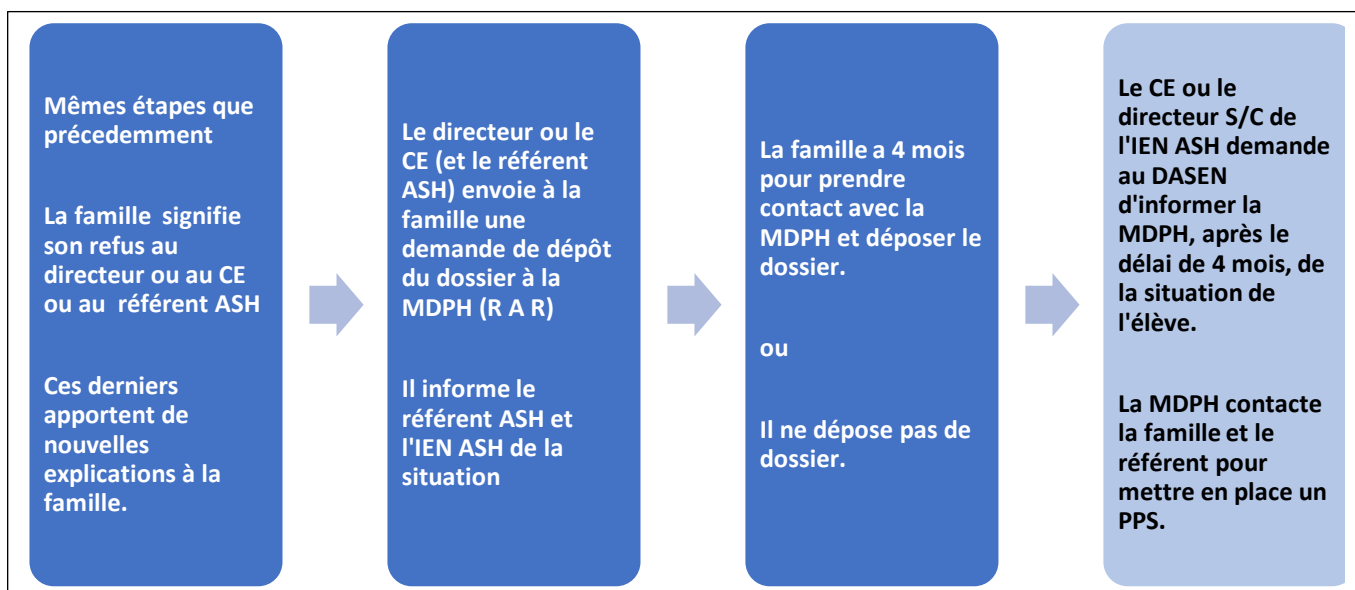 Mêmes étapes que
précedemment
La famille signifie
son refus au
directeur ou au CE
ou au référent ASH
Ces derniers
apportent de
nouvelles
explications à la
famille.
Le directeur ou le
CE (et le référent
ASH) envoie à la
famille une
demande de dépôt
du dossier à la
MDPH (R A R)
Il informe le
référent ASH et
l'IEN ASH de la
situation
La famille a 4 mois
pour prendre
contact avec la
MDPH et déposer le
dossier.
ou
Il ne dépose pas de
dossier.
Le CE ou le
directeur S/C de
l'IEN ASH demande
au DASEN
d'informer la
MDPH, après le
délai de 4 mois, de
la situation de
l'élève.
La MDPH contacte
la famille et le
référent pour
mettre en place un
PPS.